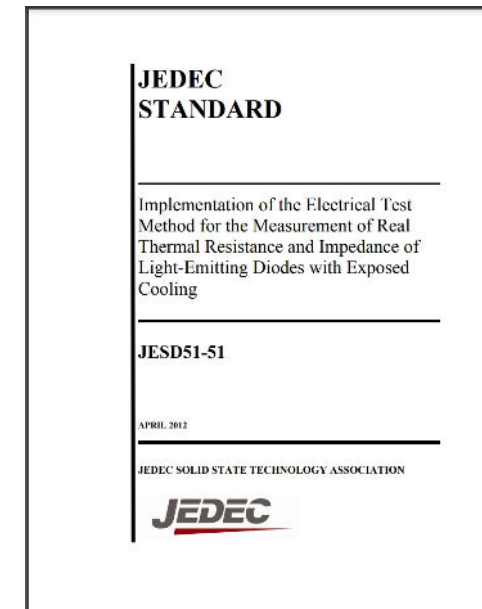 JEDEC
STANDARD
Implementation of the Electrical Test
Method for the Measurement of Real
Thermal Resistance and Impedance of
Light-Emitting Diodes with Exposed
Cooling
JESD51-51
APRIL 2012
JEDEC SOLID STATE TECHNOLOGY ASSOCIATION
JEDEC